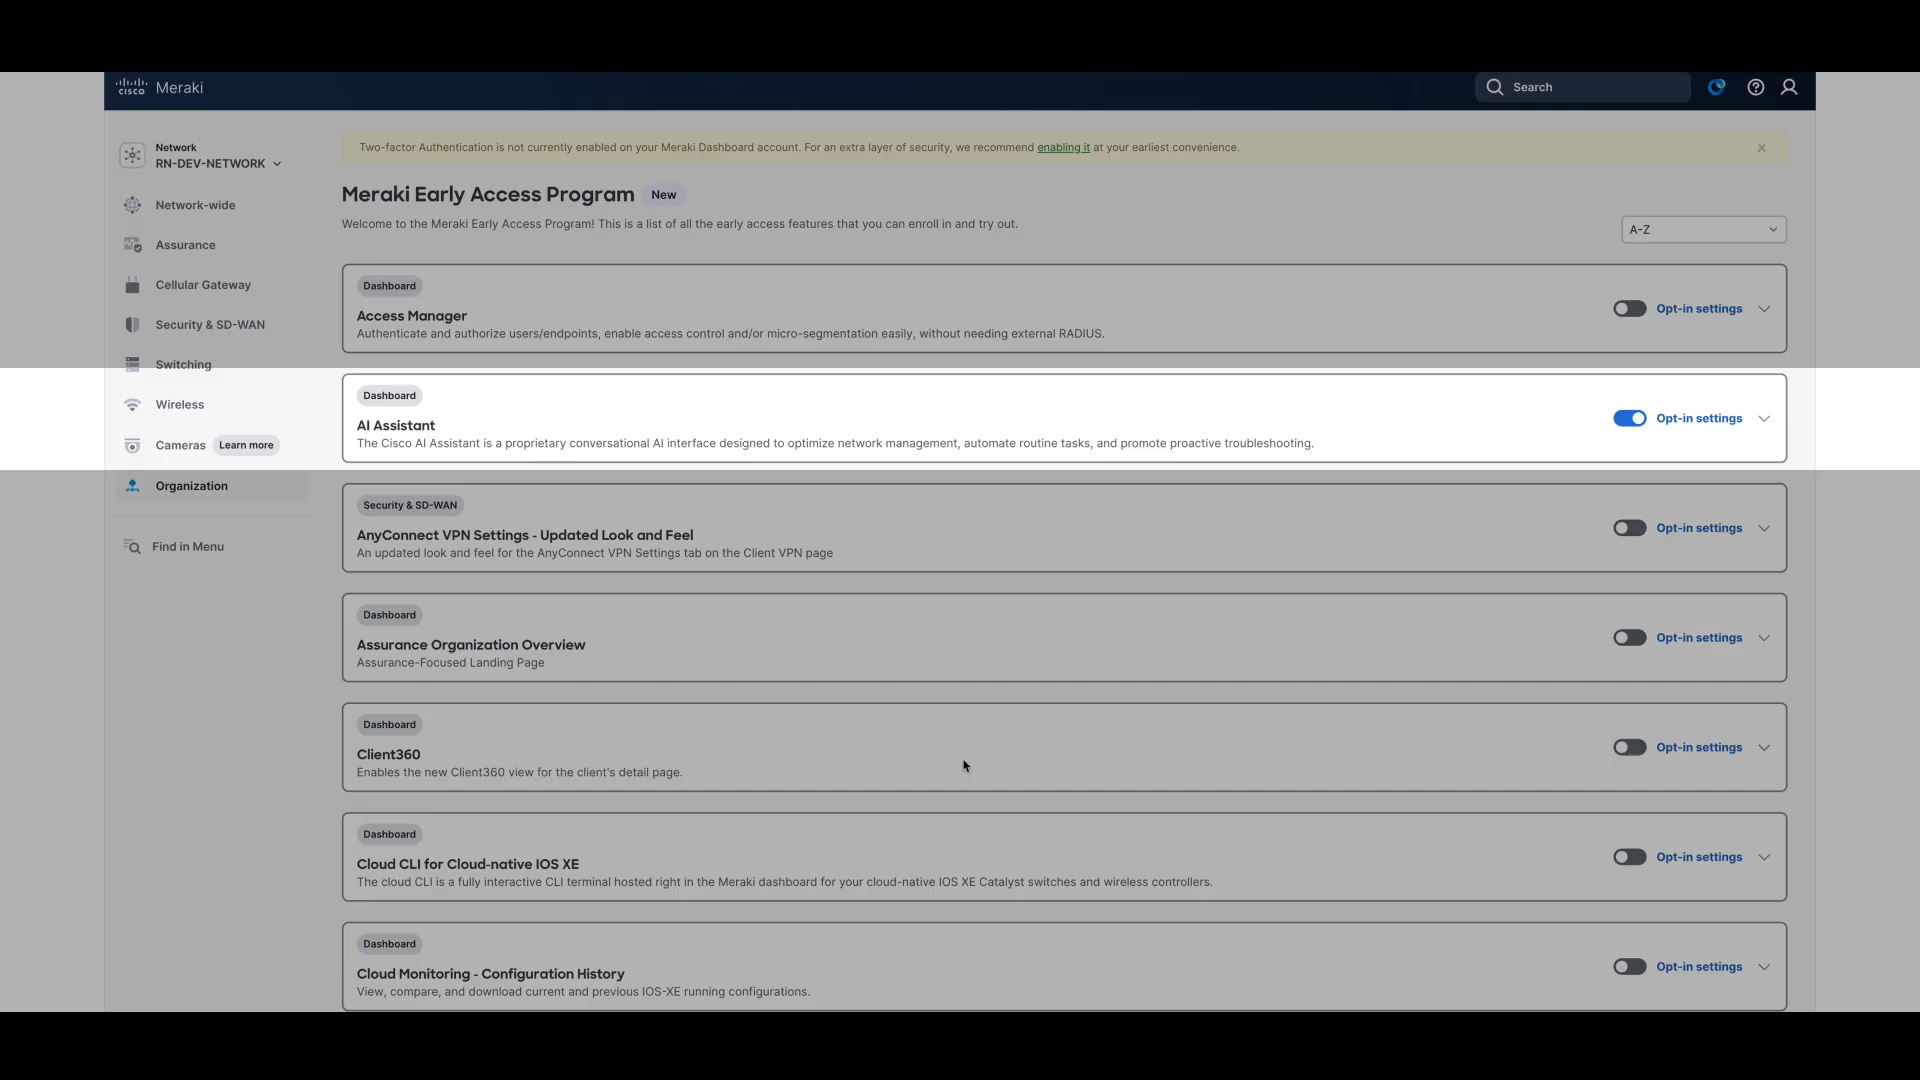 cisco Meraki
Search
Network
RN-DEV-NETWORK
Network-wide
Assurance
Cellular Gateway
Security & SD-WAN
Switching
Wireless
Cameras Learn more
Organization
Find in Menu
Two-factor Authentication is not currently enabled on your Meraki Dashboard account. For an extra layer of security, we recommend enabling it at your earliest convenience.
Meraki Early Access Program New
Welcome to the Meraki Early Access Program! This is a list of all the early access features that you can enroll in and try out.
A-Z
Dashboard
Access Manager
Authenticate and authorize users/endpoints, enable access control and/or micro-segmentation easily, without needing external RADIUS.
Opt-in settings
Dashboard
AI Assistant
The Cisco AI Assistant is a proprietary conversational AI interface designed to optimize network management, automate routine tasks, and promote proactive troubleshooting.
Opt-in settings
Security & SD-WAN
AnyConnect VPN Settings - Updated Look and Feel
An updated look and feel for the AnyConnect VPN Settings tab on the Client VPN page
Opt-in settings
Dashboard
Assurance Organization Overview
Assurance-Focused Landing Page
Opt-in settings
Dashboard
Client360
Enables the new Client360 view for the client's detail page.
Opt-in settings
Dashboard
Cloud CLI for Cloud-native IOS XE
The cloud CLI is a fully interactive CLI terminal hosted right in the Meraki dashboard for your cloud-native IOS XE Catalyst switches and wireless controllers.
Opt-in settings
Dashboard
Cloud Monitoring - Configuration History
View, compare, and download current and previous IOS-XE running configurations.
Opt-in settings